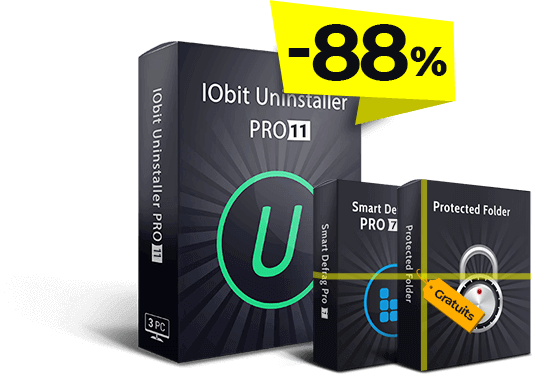 -88%
IObit Uninstaller
PRO 11
IObit Uninstaller PRO 11
U
3 PC
Smart De
PRO 7
Smart Defrag Pro 7
Protected Folder
Protected Folder
Gratuits